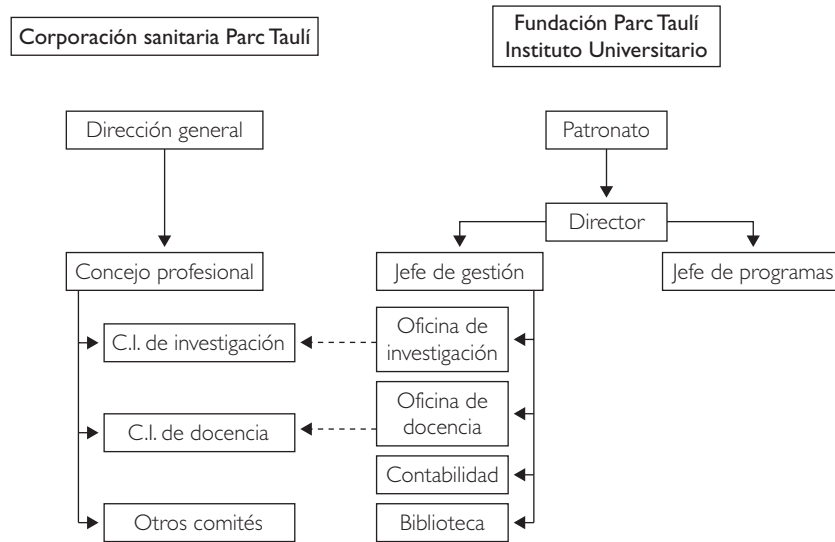 Corporación sanitaria Parc Taulí
Fundación Parc Taulí
Instituto Universitario
Dirección general
Patronato
Director
Concejo profesional
Jefe de gestión
Jefe de programas
C.I. de investigación
Oficina de
investigación
C.I. de docencia
Oficina de
docencia
Contabilidad
Otros comités
Biblioteca